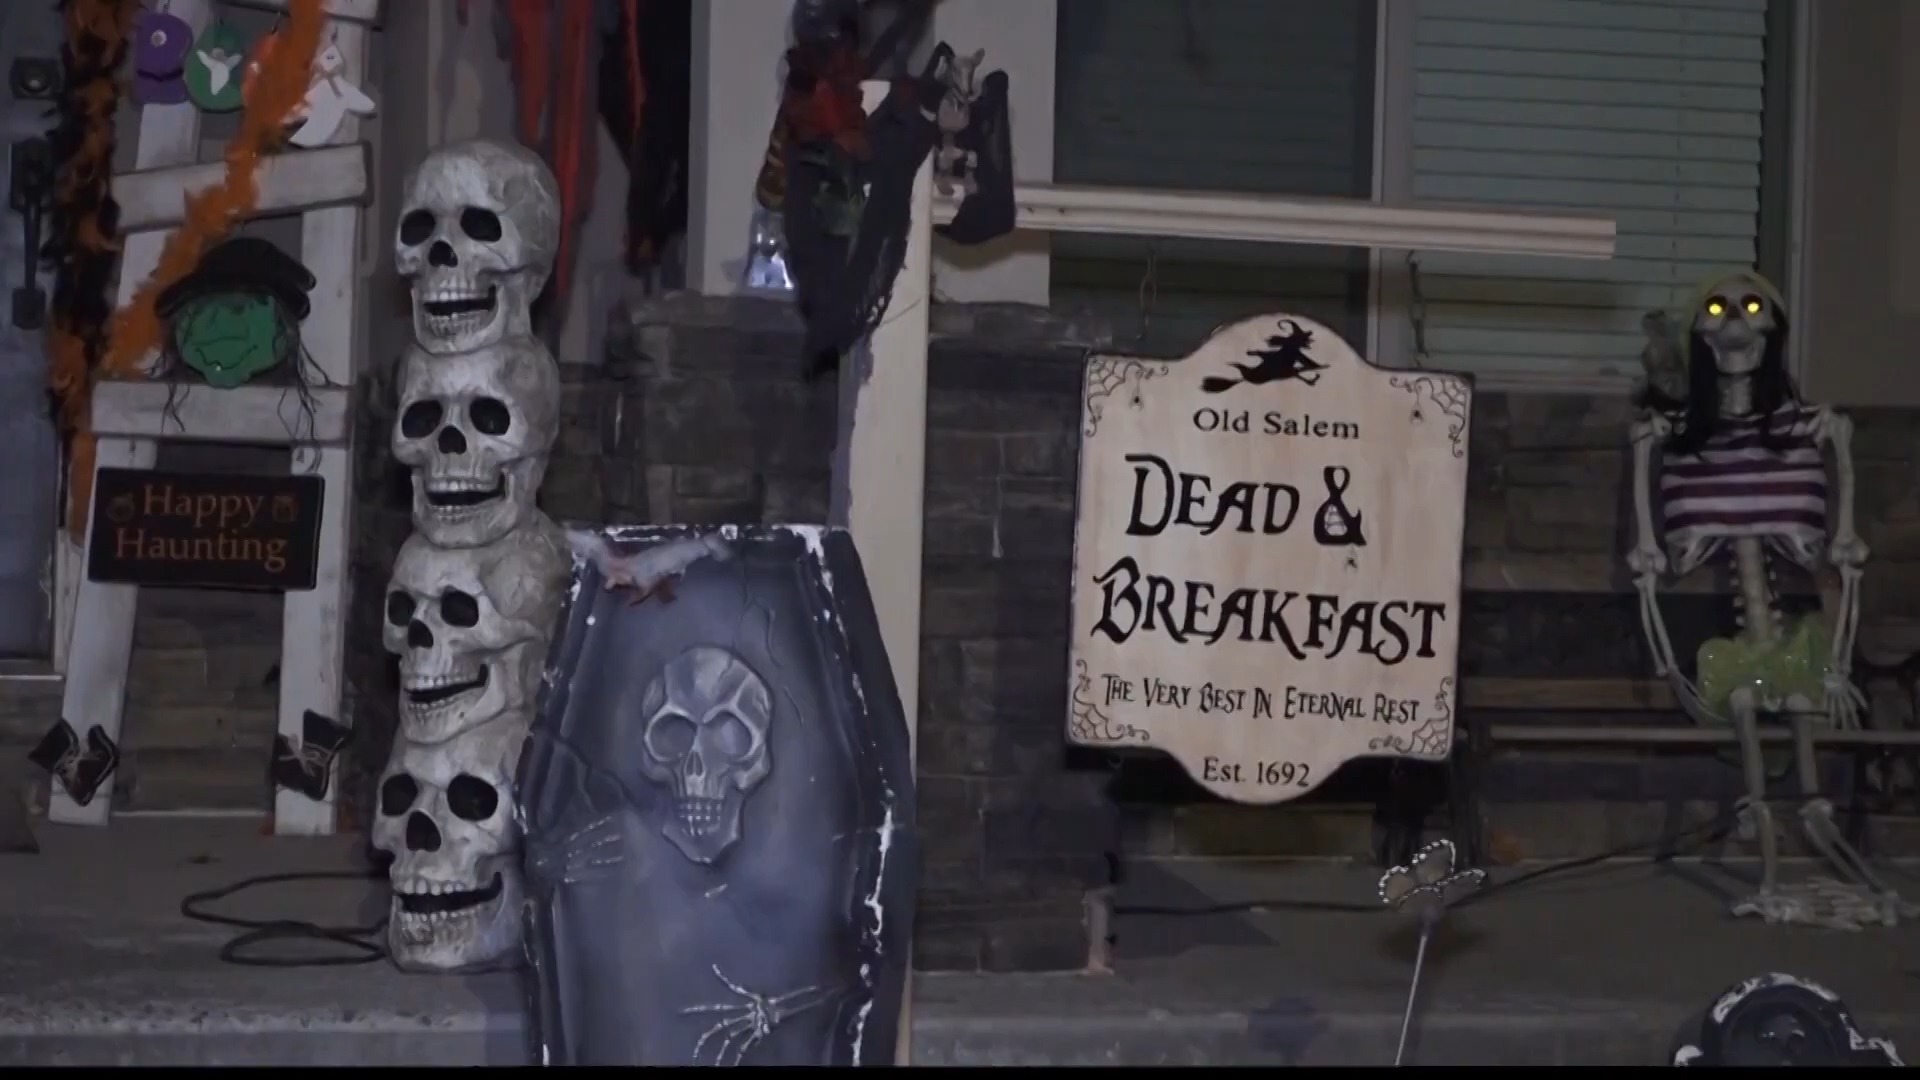 Happy
Haunting
Old Salem
DEAD &
BREAKFAST
THE VERY BEST IN ETERNAL REST
Est. 1692